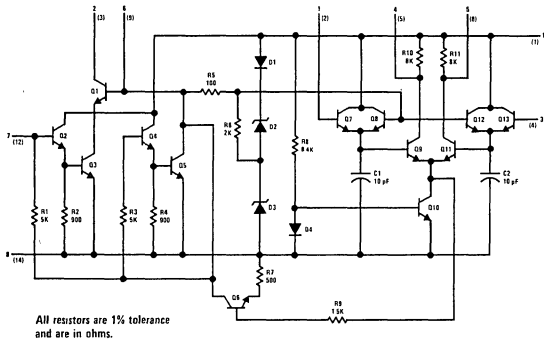 2
(3)
6
(9)
1
(2)
4
(5)
5
(8)
R10
8K
R11
8K
(1)
D1
Q1
R5
100
7
(12)
Q2
Q4
R6
2K
D2
Q7
Q8
Q12
Q13
3
(4)
Q3
Q5
R8
8.4K
Q9
Q11
C1
10 pF
C2
10 pF
R1
5K
R2
900
R3
5K
R4
900
D3
D4
Q10
8
(14)
R7
500
Q6
R9
1.5K
All resistors are 1% tolerance
and are in ohms.